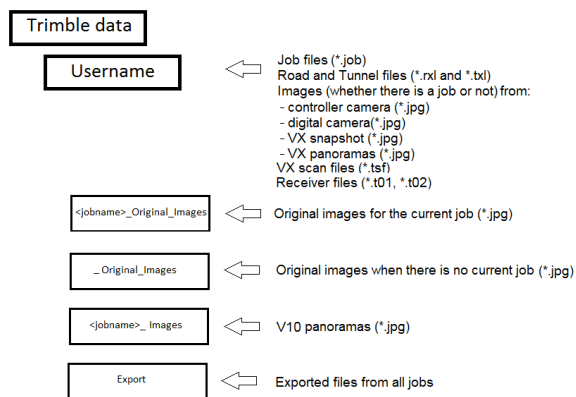 Trimble data
Username
Job files (*.job)
Road and Tunnel files (*.rxl and *.txl)
Images (whether there is a job or not) from:
- controller camera (*.jpg)
- digital camera(*.jpg)
- VX snapshot (*.jpg)
- VX panoramas (*.jpg)
VX scan files (*.tsf)
Receiver files (*.t01, *.t02)
<jobname>_Original_Images
Original images for the current job (*.jpg)
_ Original_Images
Original images when there is no current job (*.jpg)
<jobname>_ Images
V10 panoramas (*.jpg)
Export
Exported files from all jobs